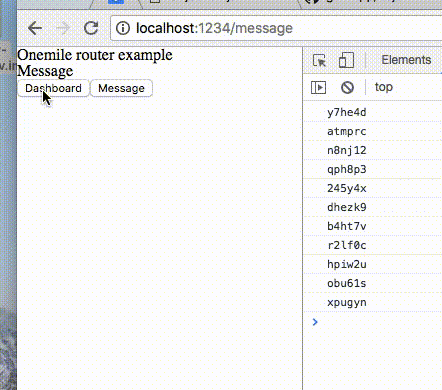 localhost:1234/message
Onemile router example
Message
Dashboard Message
Elements
top
y7he4d
atmprc
n8nj12
qph8p3
245y4x
dhezk9
b4ht7v
r2lf0c
hpiw2u
obu61s
xpugyn